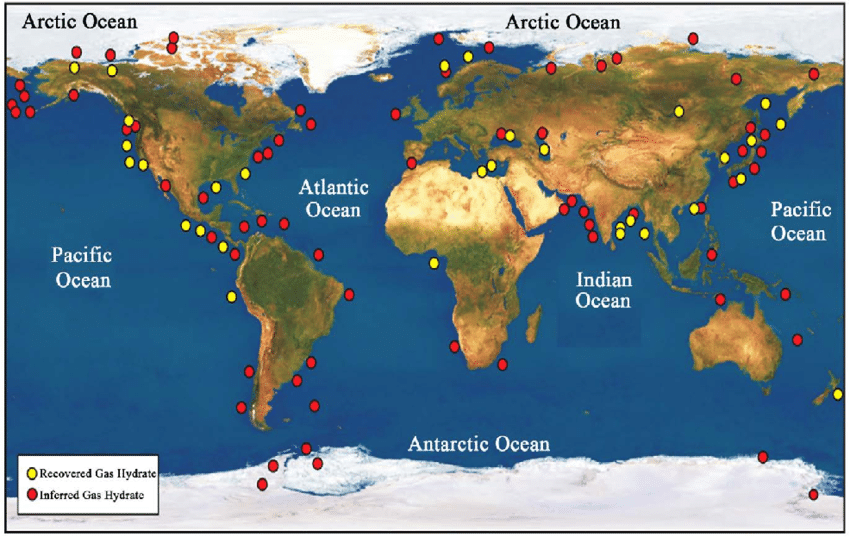 Arctic Ocean
Arctic Ocean
Atlantic
Ocean
Pacific
Ocean
Pacific
Ocean
Indian
Ocean
Antarctic Ocean
Recovered Gas Hydrate
Inferred Gas Hydrate